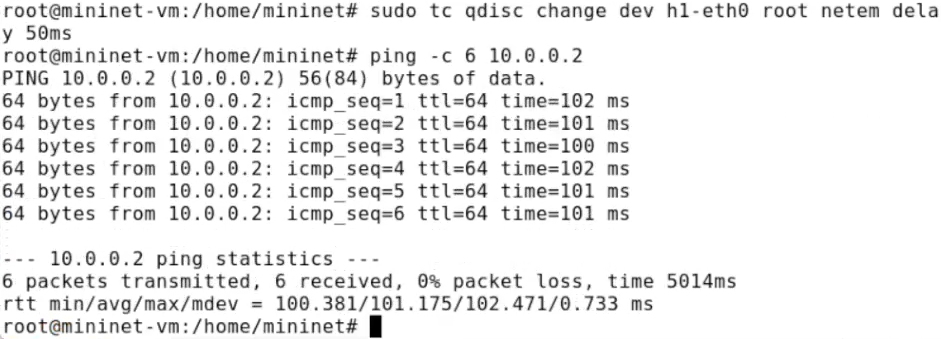 root@mininet-vm:/home/mininet# sudo tc qdisc change dev h1-eth0 root netem dela
y 50ms
root@mininet-vm:/home/mininet# ping -c 6 10.0.0.2
PING 10.0.0.2 (10.0.0.2) 56(84) bytes of data.
64 bytes from 10.0.0.2: icmp_seq=1 ttl=64 time=102 ms
64 bytes from 10.0.0.2: icmp_seq=2 ttl=64 time=101 ms
64 bytes from 10.0.0.2: icmp_seq=3 ttl=64 time=100 ms
64 bytes from 10.0.0.2: icmp_seq=4 ttl=64 time=102 ms
64 bytes from 10.0.0.2: icmp_seq=5 ttl=64 time=101 ms
64 bytes from 10.0.0.2: icmp_seq=6 ttl=64 time=101 ms
--- 10.0.0.2 ping statistics ---
6 packets transmitted, 6 received, 0% packet loss, time 5014ms
rtt min/avg/max/mdev = 100.381/101.175/102.471/0.733 ms
root@mininet-vm:/home/mininet#